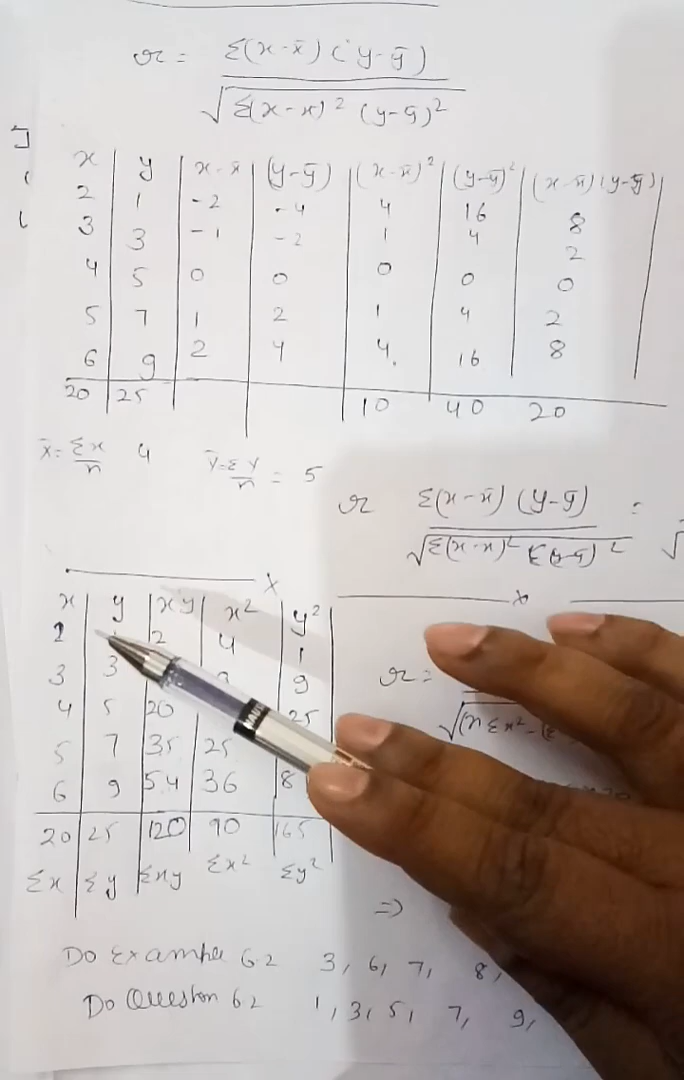 r = Σ(x-x̄) (y-ȳ)
√Σ(x-x̄)² (y-ȳ)²
x y x-x̄ (y-ȳ) (x-x̄)² (y-ȳ)² (x-x̄)(y-ȳ)
2 1 -2 -4 4 16 8
3 3 -1 -2 1 4 2
4 5 0 0 0 0 0
5 7 1 2 1 4 2
6 9 2 4 4 16 8
20 25 10 40 20
x̄ = Σx/n 4 ȳ = Σy/n = 5
r Σ(x-x̄) (y-ȳ) =
√Σ(x-x̄)² Σ(y-ȳ)²
x y xy x² y²
2 2 4 1
3 3 9
4 5 20 25
5 7 35 25
6 9 54 36 8
20 25 120 90 165
Σx Σy Σxy Σx² Σy²
r =
√(nΣx²-(Σ
⇒
Do Example 6.2 3, 6, 7, 8,
Do Question 6.2 1, 3, 5, 7, 9,